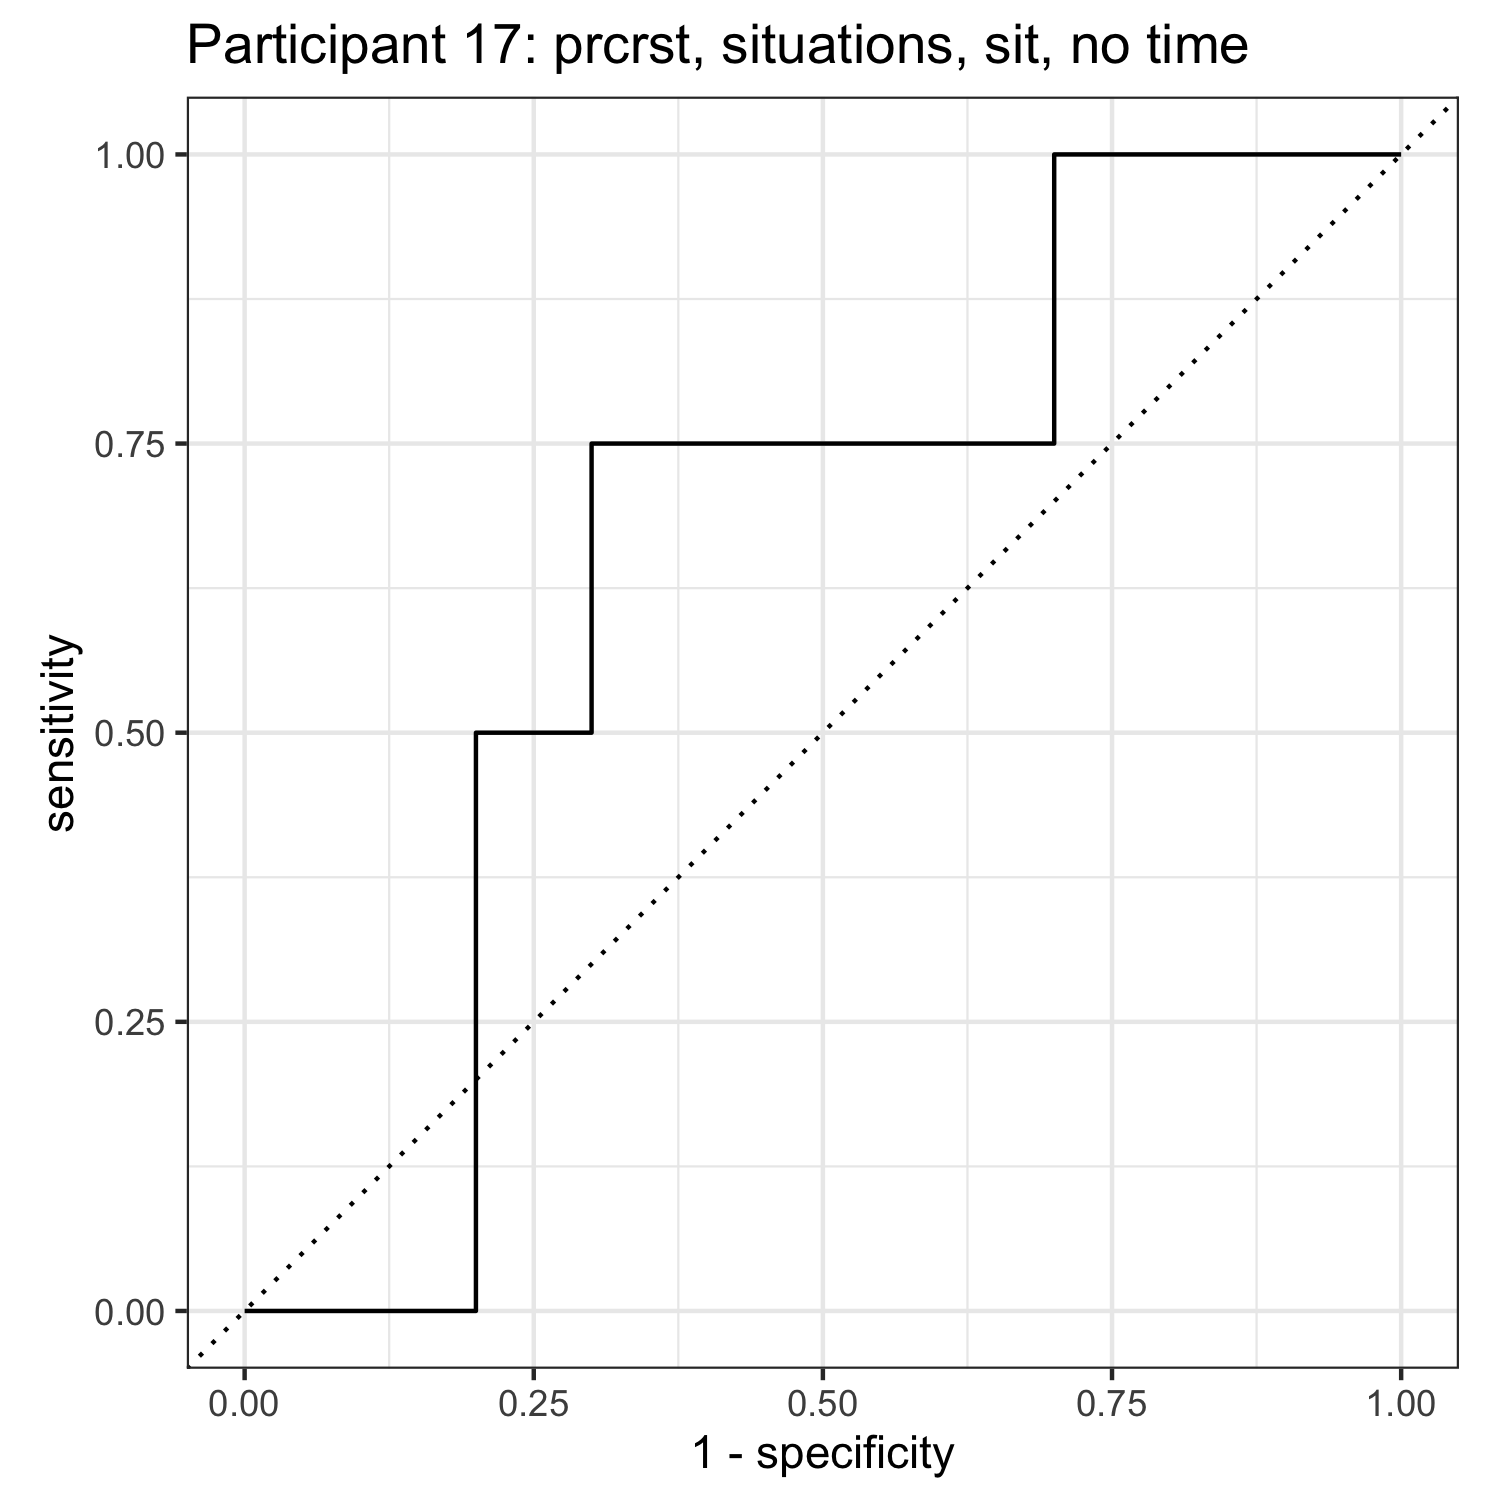 Participant 17: prcrst, situations, sit, no time
1.00
0.75
0.50
0.25
0.00
sensitivity
0.00 0.25 0.50 0.75 1.00
1 - specificity